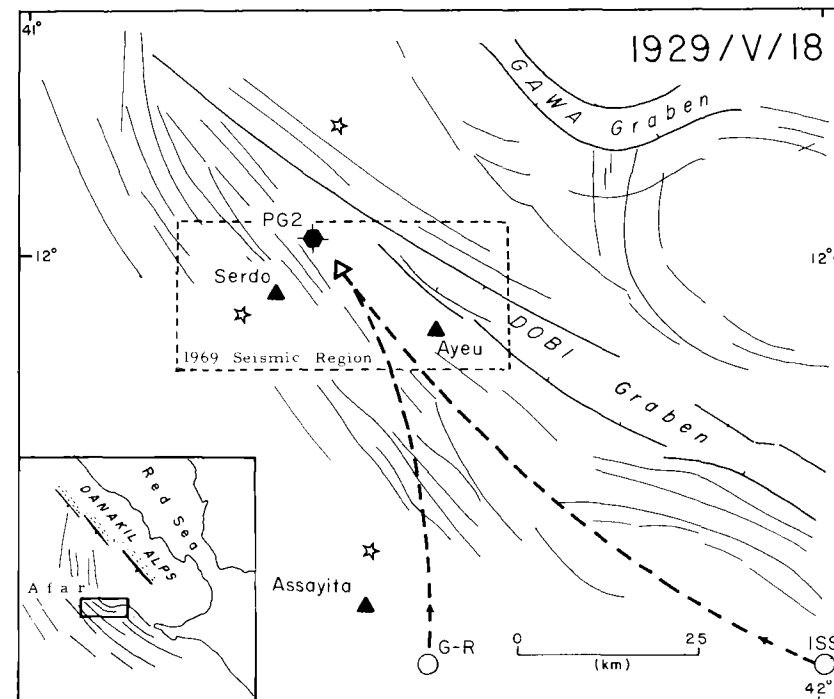 41°
1929/V/18
GAWA Graben
PG2
12°
12°
Serdo
Ayeu
1969 Seismic Region
DOBI Graben
Red Sea
DANAKIL ALPS
Afar
Assayita
G-R
0 25
(km)
ISS
42°